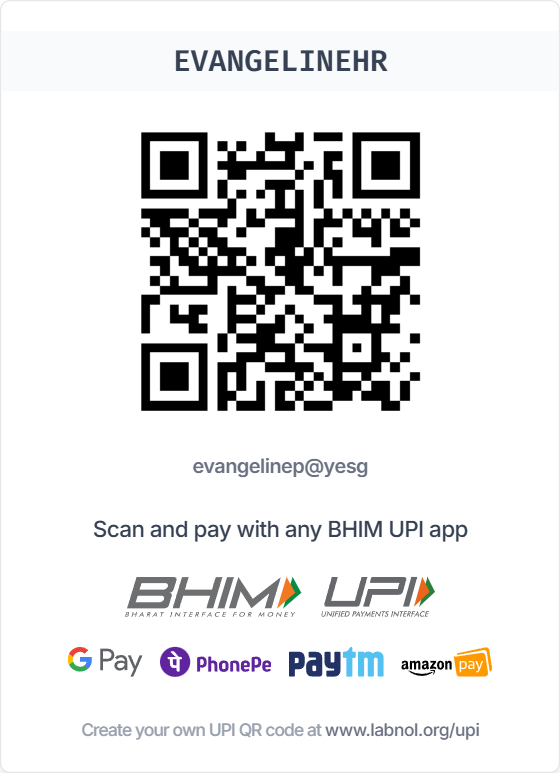 EVANGELINEHR
evangelinep@yesg
Scan and pay with any BHIM UPI app
BHIM UPI
BHARAT INTERFACE FOR MONEY UNIFIED PAYMENTS INTERFACE
G Pay पे PhonePe paytm amazon pay
Create your own UPI QR code at www.labnol.org/upi